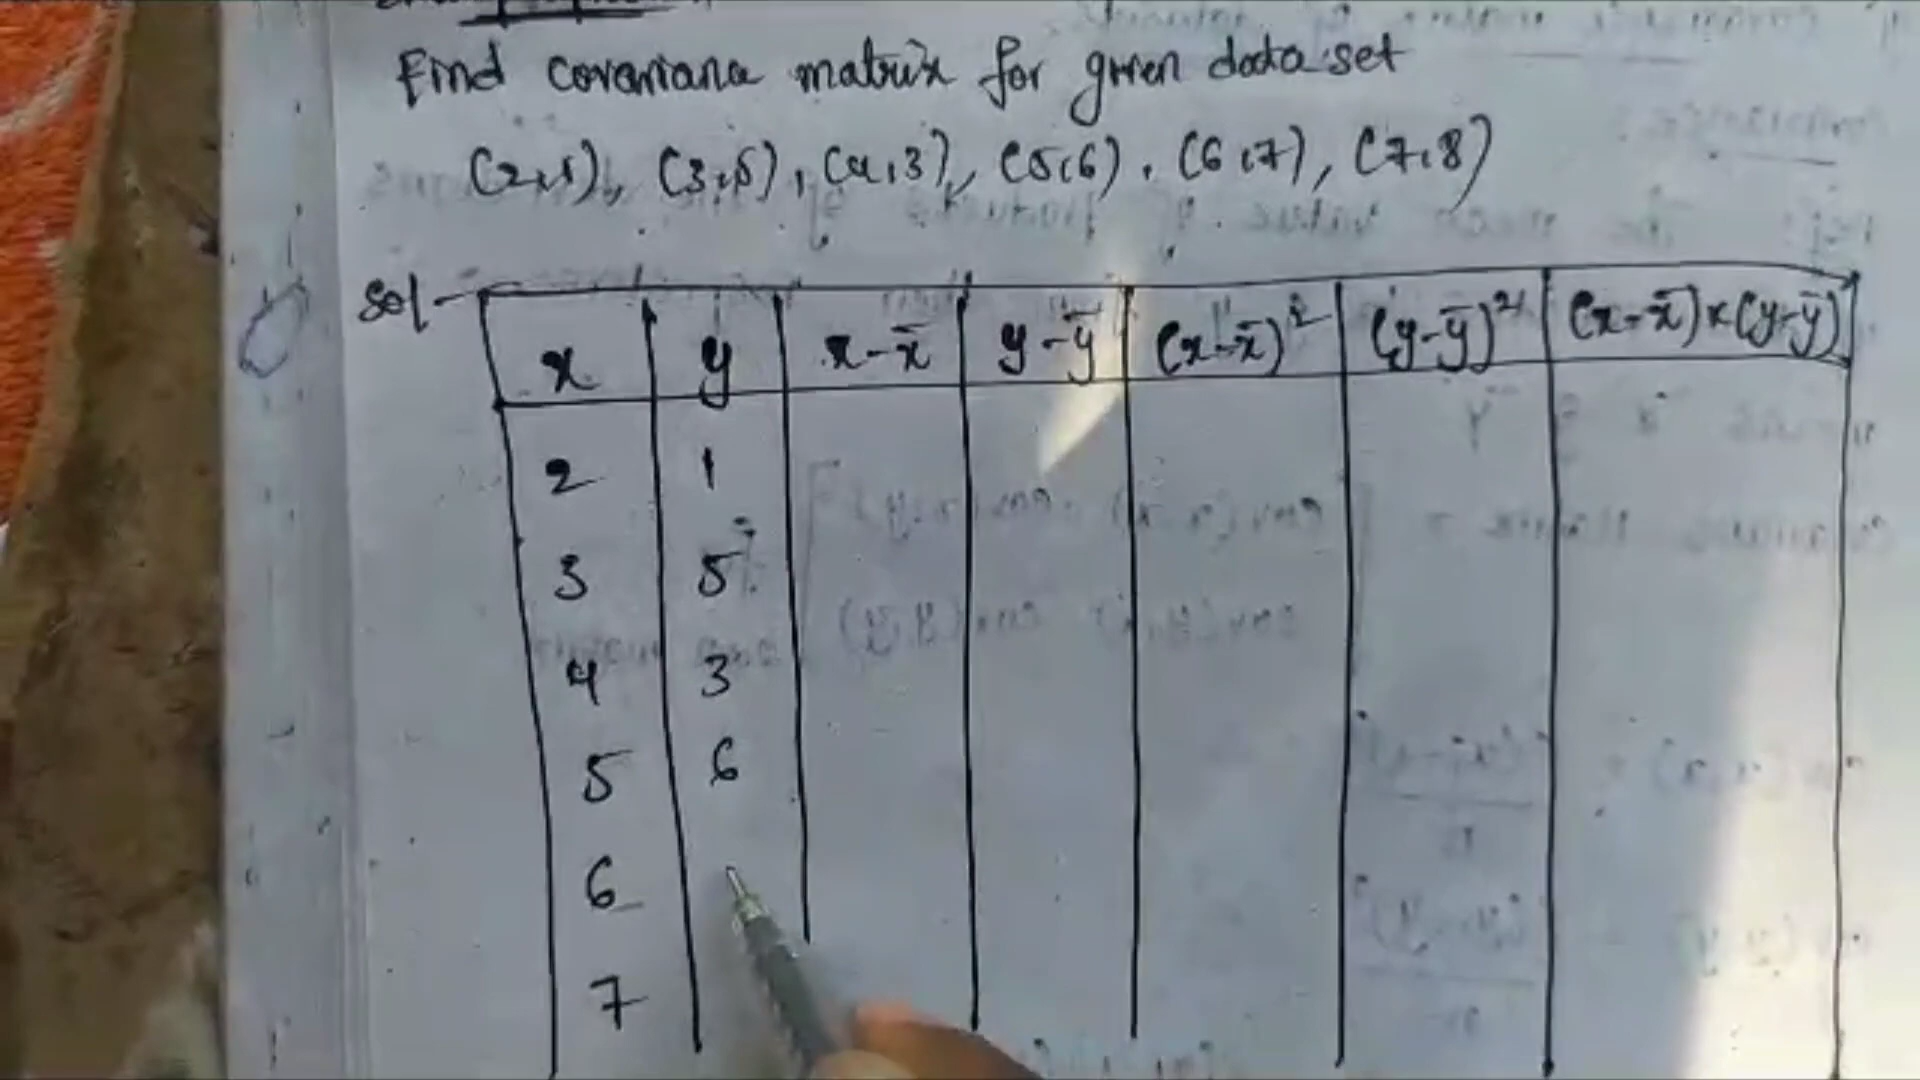 Find covariance matrix for given data set
(2,1), (3,5), (4,3), (5,6), (6,7), (7,8)
Sol-
x y x-x̄ y-ȳ (x-x̄)² (y-ȳ)² (x-x̄)×(y-ȳ)
2 1
3 5
4 3
5 6
6
7